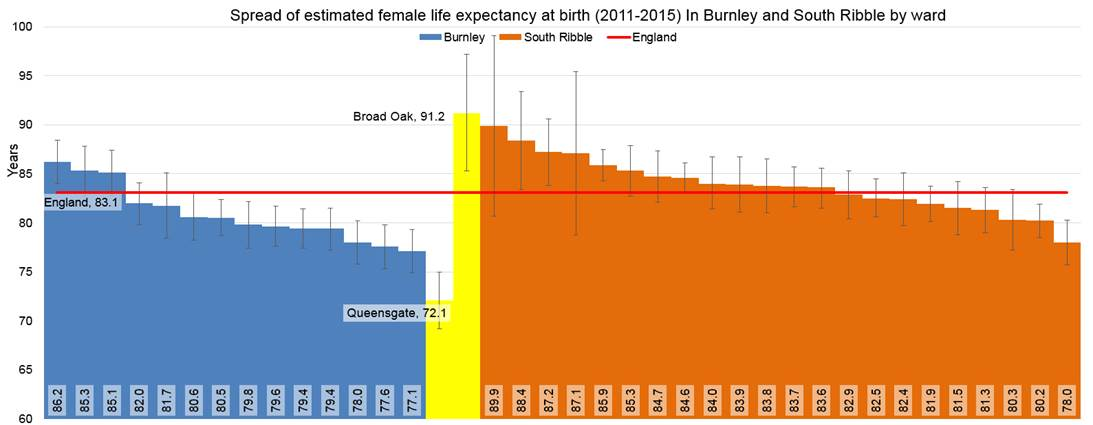 Spread of estimated female life expectancy at birth (2011-2015) In Burnley and South Ribble by ward
Burnley South Ribble England
Years
100
95
90
85
80
75
70
65
60
Broad Oak, 91.2
England, 83.1
Queensgate, 72.1
86.2 85.3 85.1 82.0 81.7 80.6 80.5 79.8 79.6 79.4 79.4 78.0 77.6 77.1 89.9 88.4 87.2 87.1 85.9 85.3 84.7 84.6 84.0 83.9 83.8 83.7 83.6 82.9 82.5 82.4 81.9 81.5 81.3 80.3 80.2 78.0